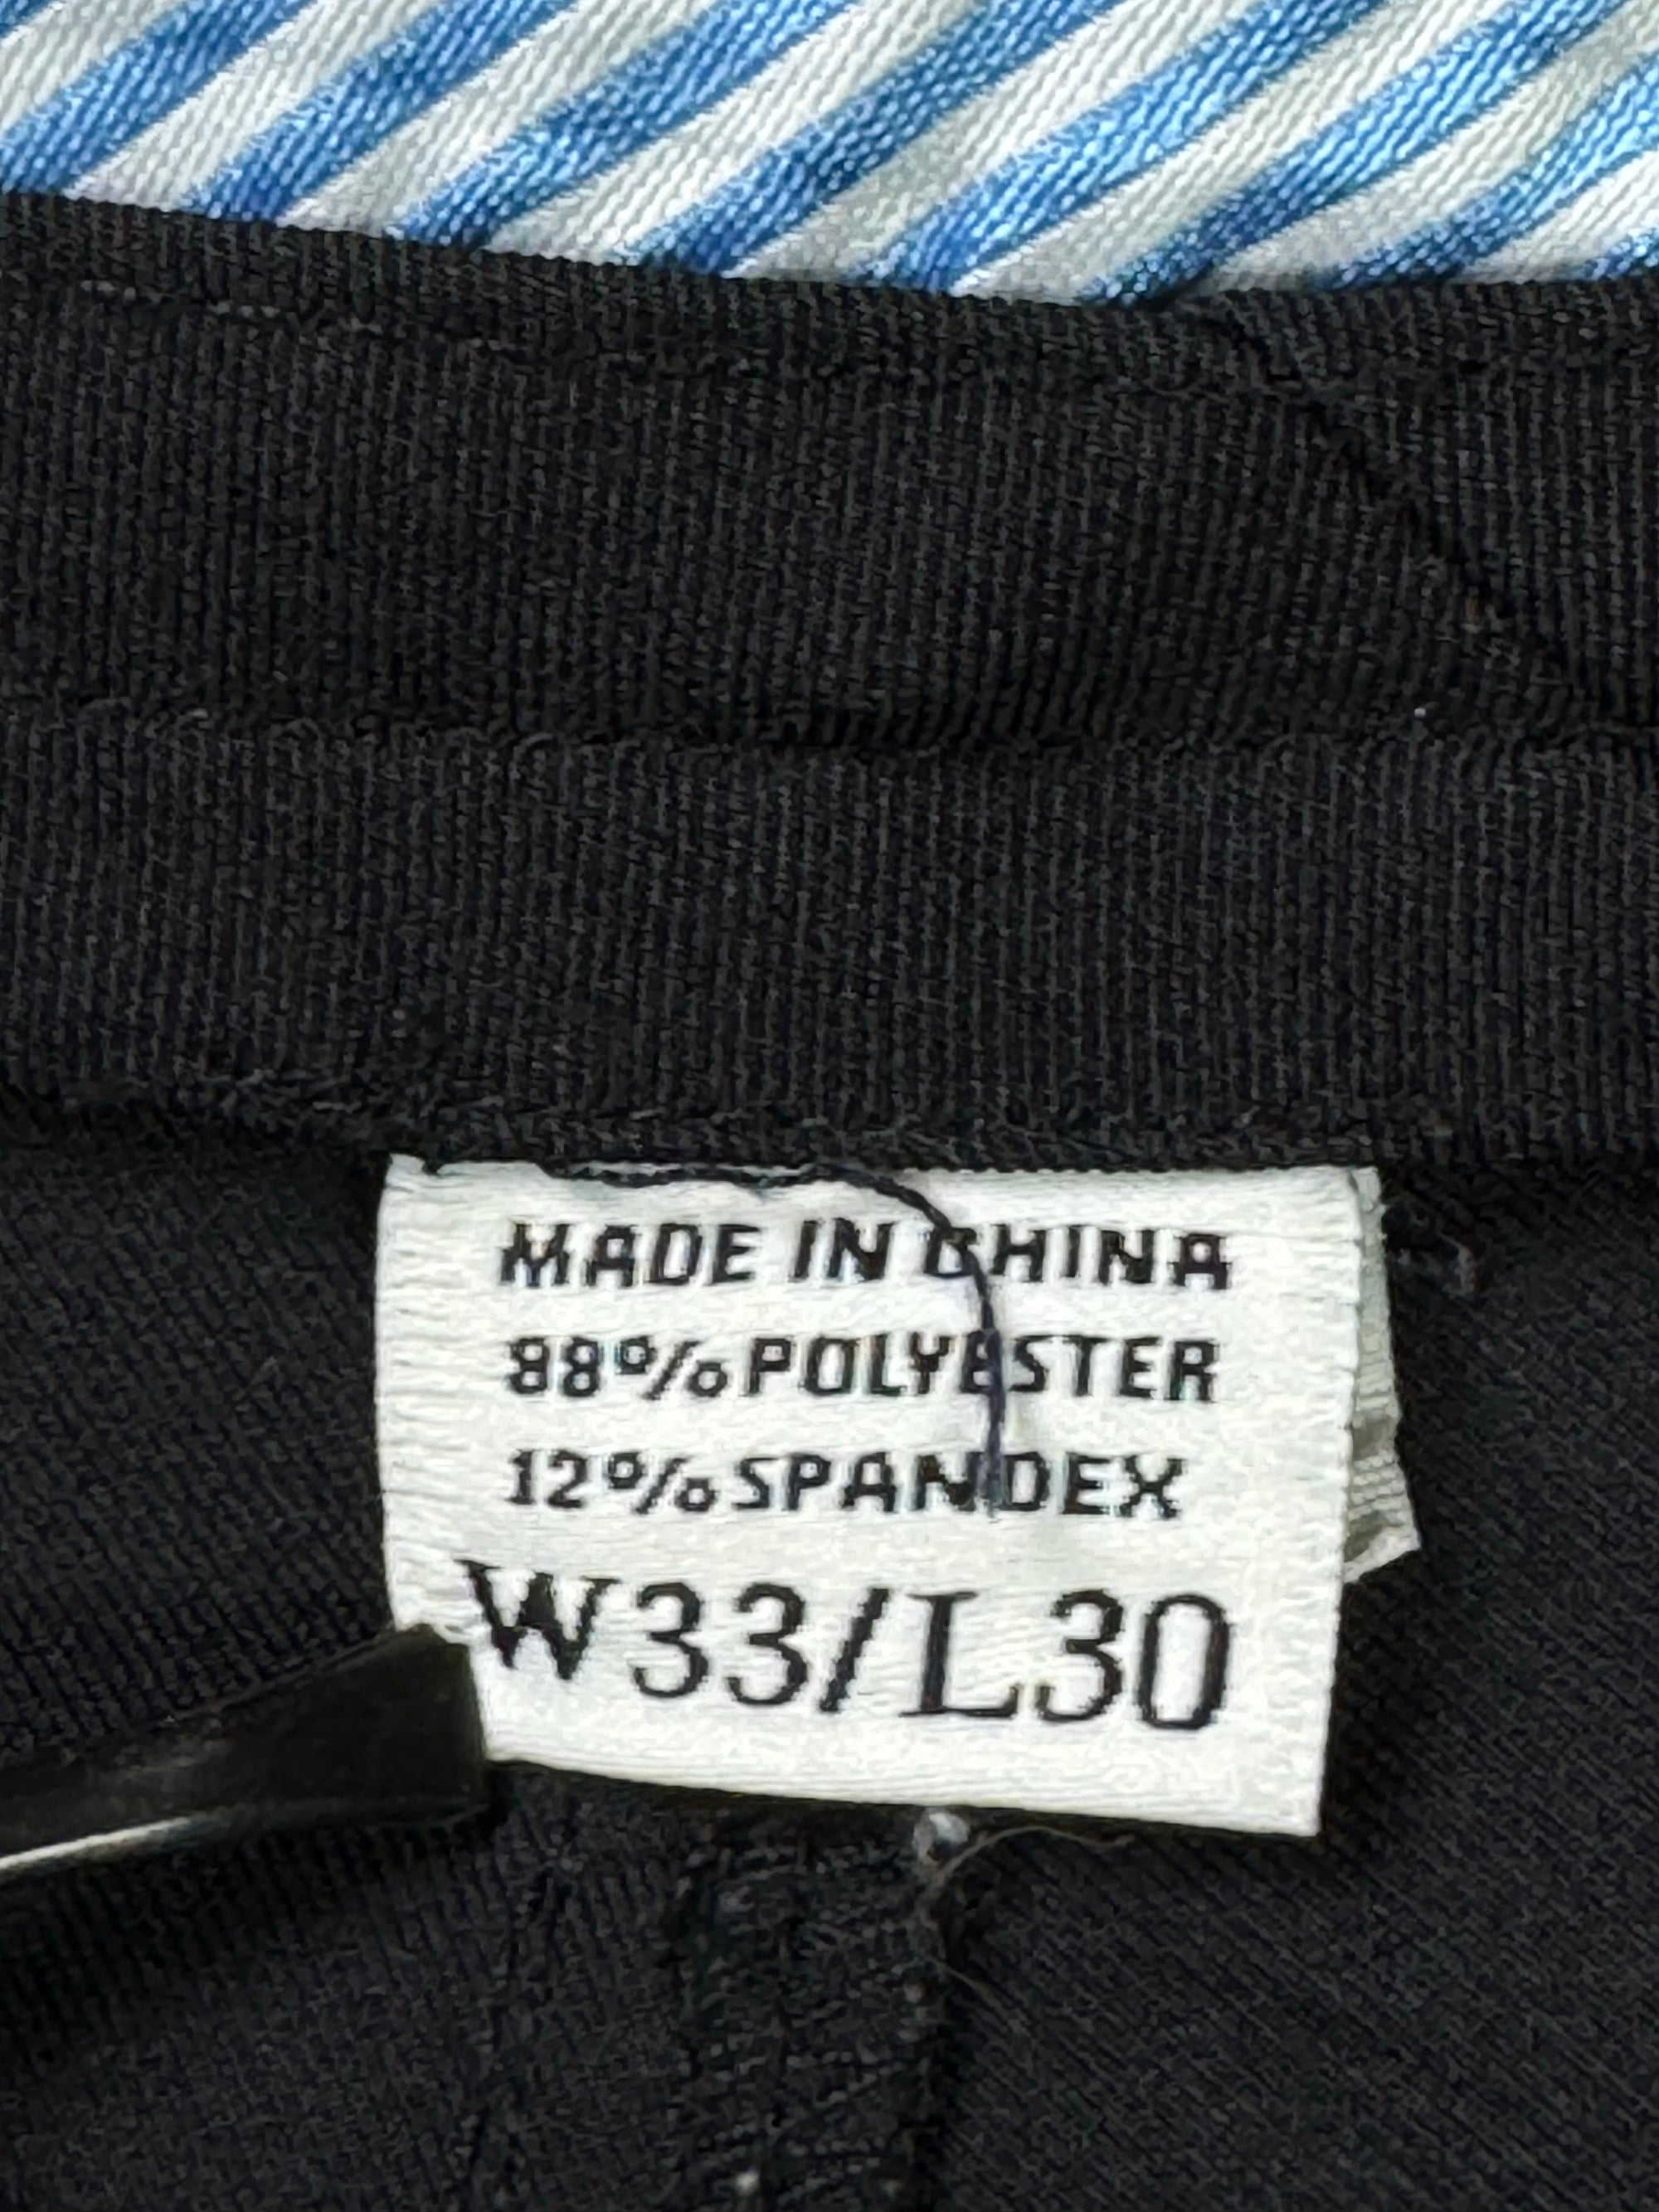 MADE IN CHINA
88%POLYESTER
12%SPANDEX
W33/L30